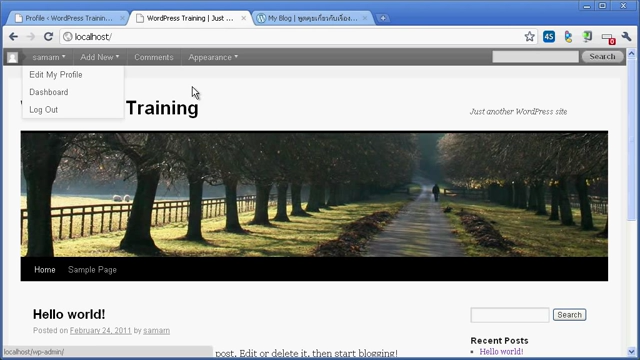 Profile ‹ WordPress Training
WordPress Training | Just
My Blog | พูดคุยเกี่ยวกับเรื่อง
localhost/
samam Add New Comments Appearance Search
Edit My Profile
Dashboard
Log Out
Training
Just another WordPress site
Home Sample Page
Hello world!
Posted on February 24, 2011 by samam
Search
post. Edit or delete it, then start blogging!
Recent Posts
Hello world!
localhost/wp-admin/